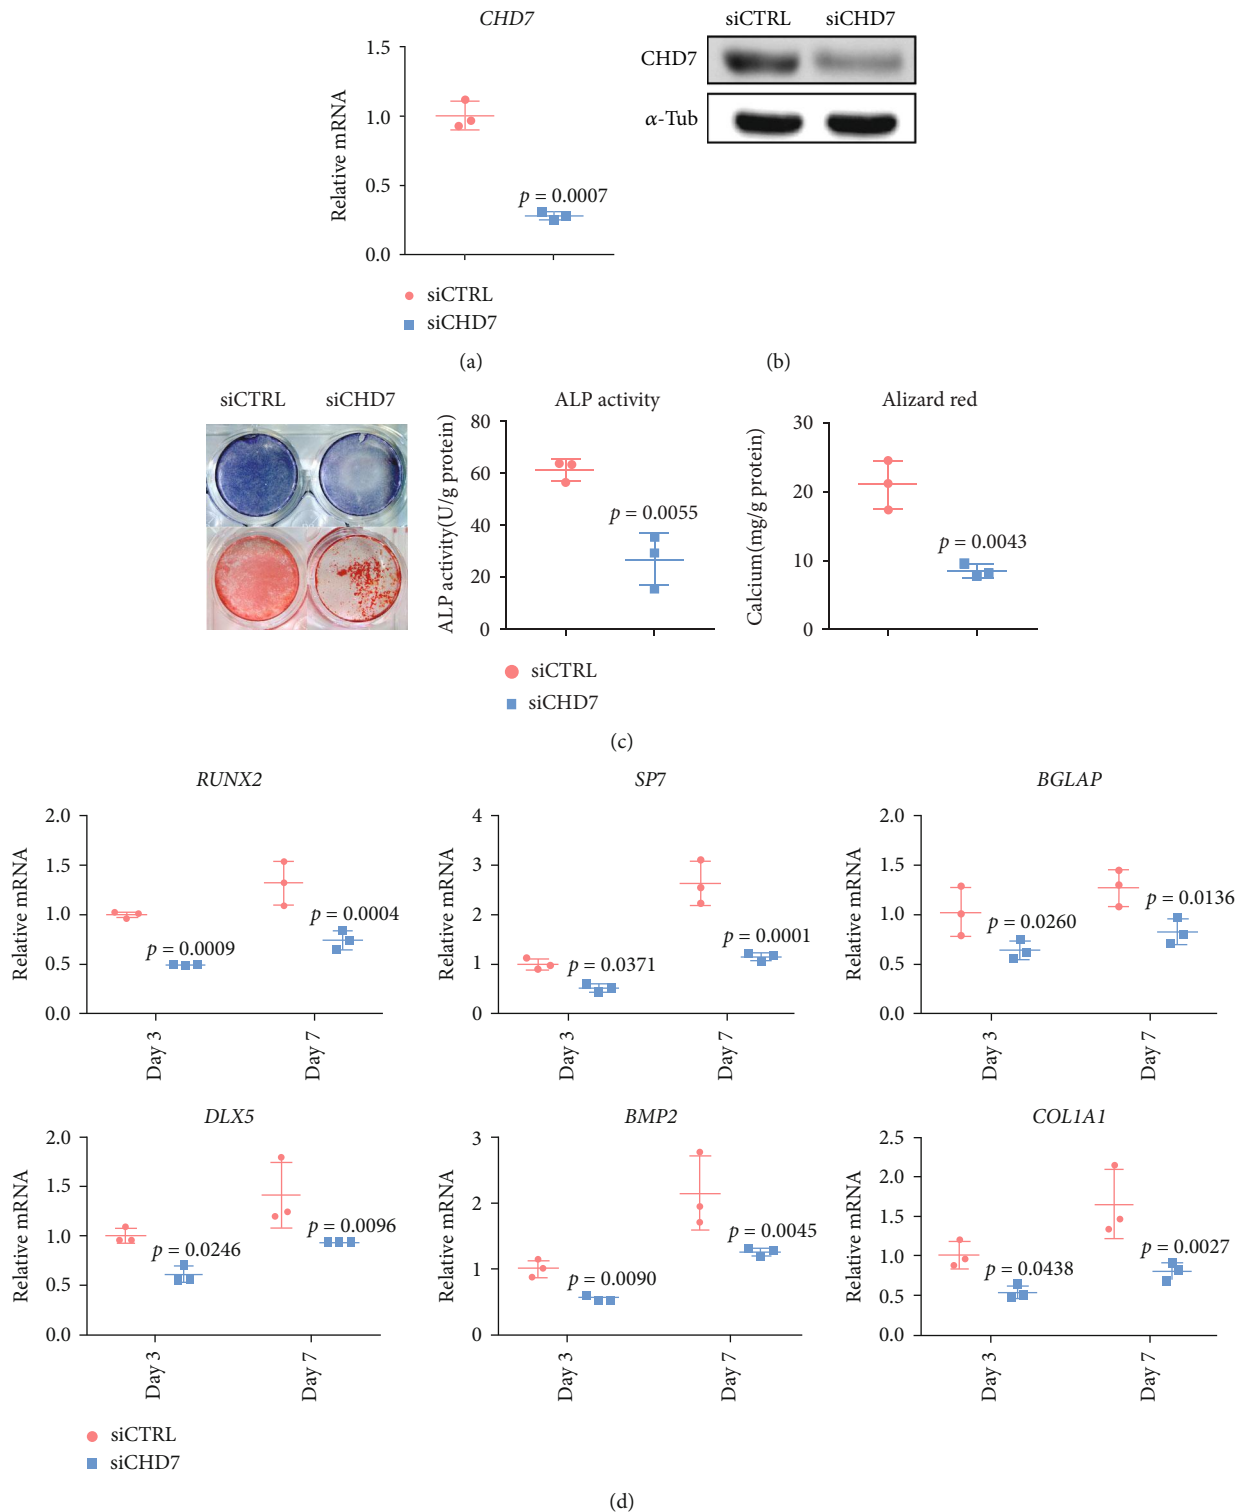 CHD7
Relative mRNA
1.5
1.0
0.5
0.0
p = 0.0007
siCTRL
siCHD7
(a)
siCTRL siCHD7
CHD7
α-Tub
(b)
siCTRL siCHD7
ALP activity
ALP activity(U/g protein)
80
60
40
20
0
p = 0.0055
Alizard red
Calcium(mg/g protein)
30
20
10
0
p = 0.0043
siCTRL
siCHD7
(c)
RUNX2
Relative mRNA
2.0
1.5
1.0
0.5
0.0
p = 0.0009
p = 0.0004
Day 3
Day 7
SP7
Relative mRNA
4
3
2
1
0
p = 0.0371
p = 0.0001
Day 3
Day 7
BGLAP
Relative mRNA
2.0
1.5
1.0
0.5
0.0
p = 0.0260
p = 0.0136
Day 3
Day 7
DLX5
Relative mRNA
2.0
1.5
1.0
0.5
0.0
p = 0.0246
p = 0.0096
Day 3
Day 7
BMP2
Relative mRNA
3
2
1
0
p = 0.0090
p = 0.0045
Day 3
Day 7
COL1A1
Relative mRNA
2.5
2.0
1.5
1.0
0.5
0.0
p = 0.0438
p = 0.0027
Day 3
Day 7
siCTRL
siCHD7
(d)